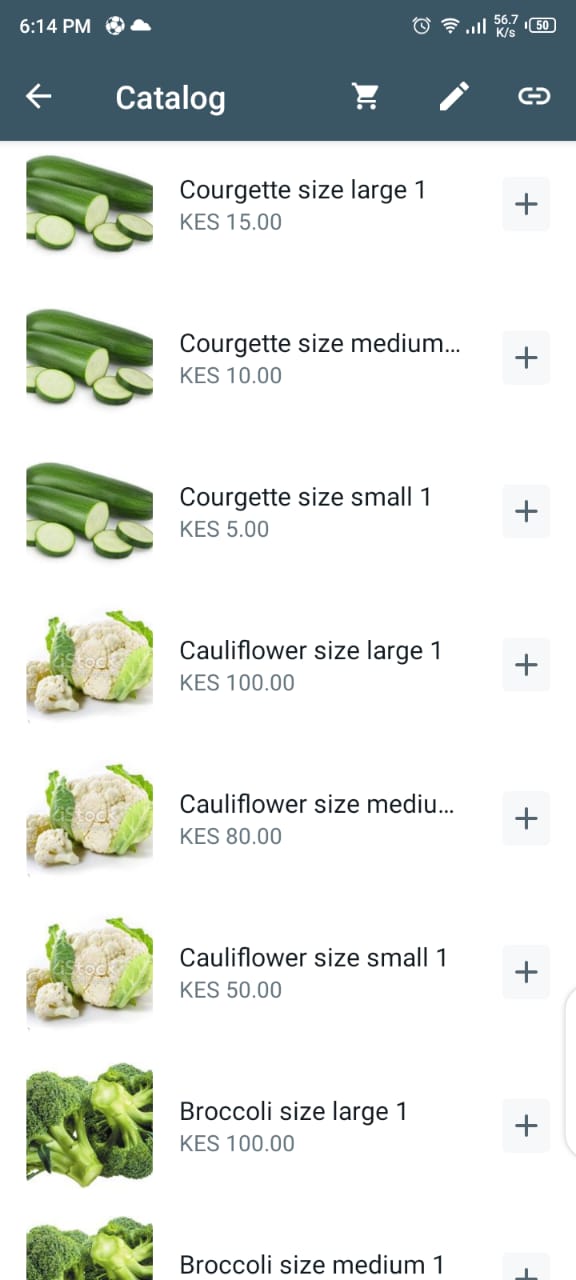 6:14 PM
56.7
K/s
50
Catalog
Courgette size large 1
KES 15.00
Courgette size medium...
KES 10.00
Courgette size small 1
KES 5.00
iStock
Cauliflower size large 1
KES 100.00
iStock
Cauliflower size mediu...
KES 80.00
iStock
Cauliflower size small 1
KES 50.00
Broccoli size large 1
KES 100.00
Broccoli size medium 1